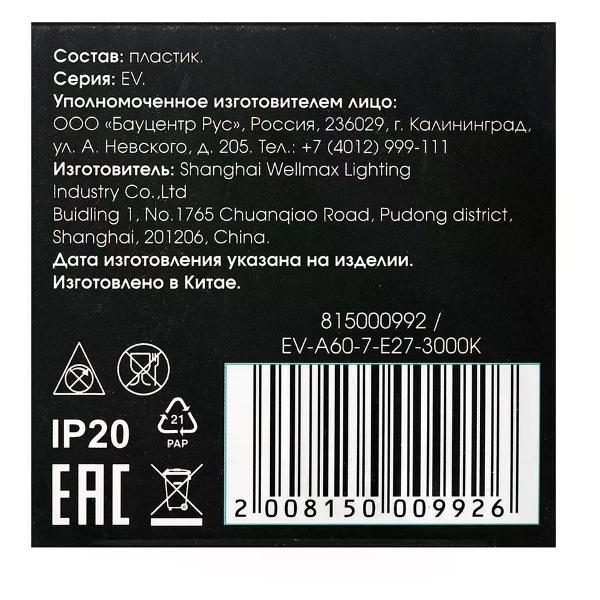 Состав: пластик.
Серия: EV.
Уполномоченное изготовителем лицо:
ООО «Бауцентр Рус», Россия, 236029, г. Калининград,
ул. А. Невского, д. 205. Тел.: +7 (4012) 999-111
Изготовитель: Shanghai Wellmax Lighting
Industry Co.,Ltd
Buidling 1, No.1765 Chuanqiao Road, Pudong district,
Shanghai, 201206, China.
Дата изготовления указана на изделии.
Изготовлено в Китае.
815000992 /
EV-A60-7-E27-3000K
IP20
21
PAP
EAC
2 008150 009926